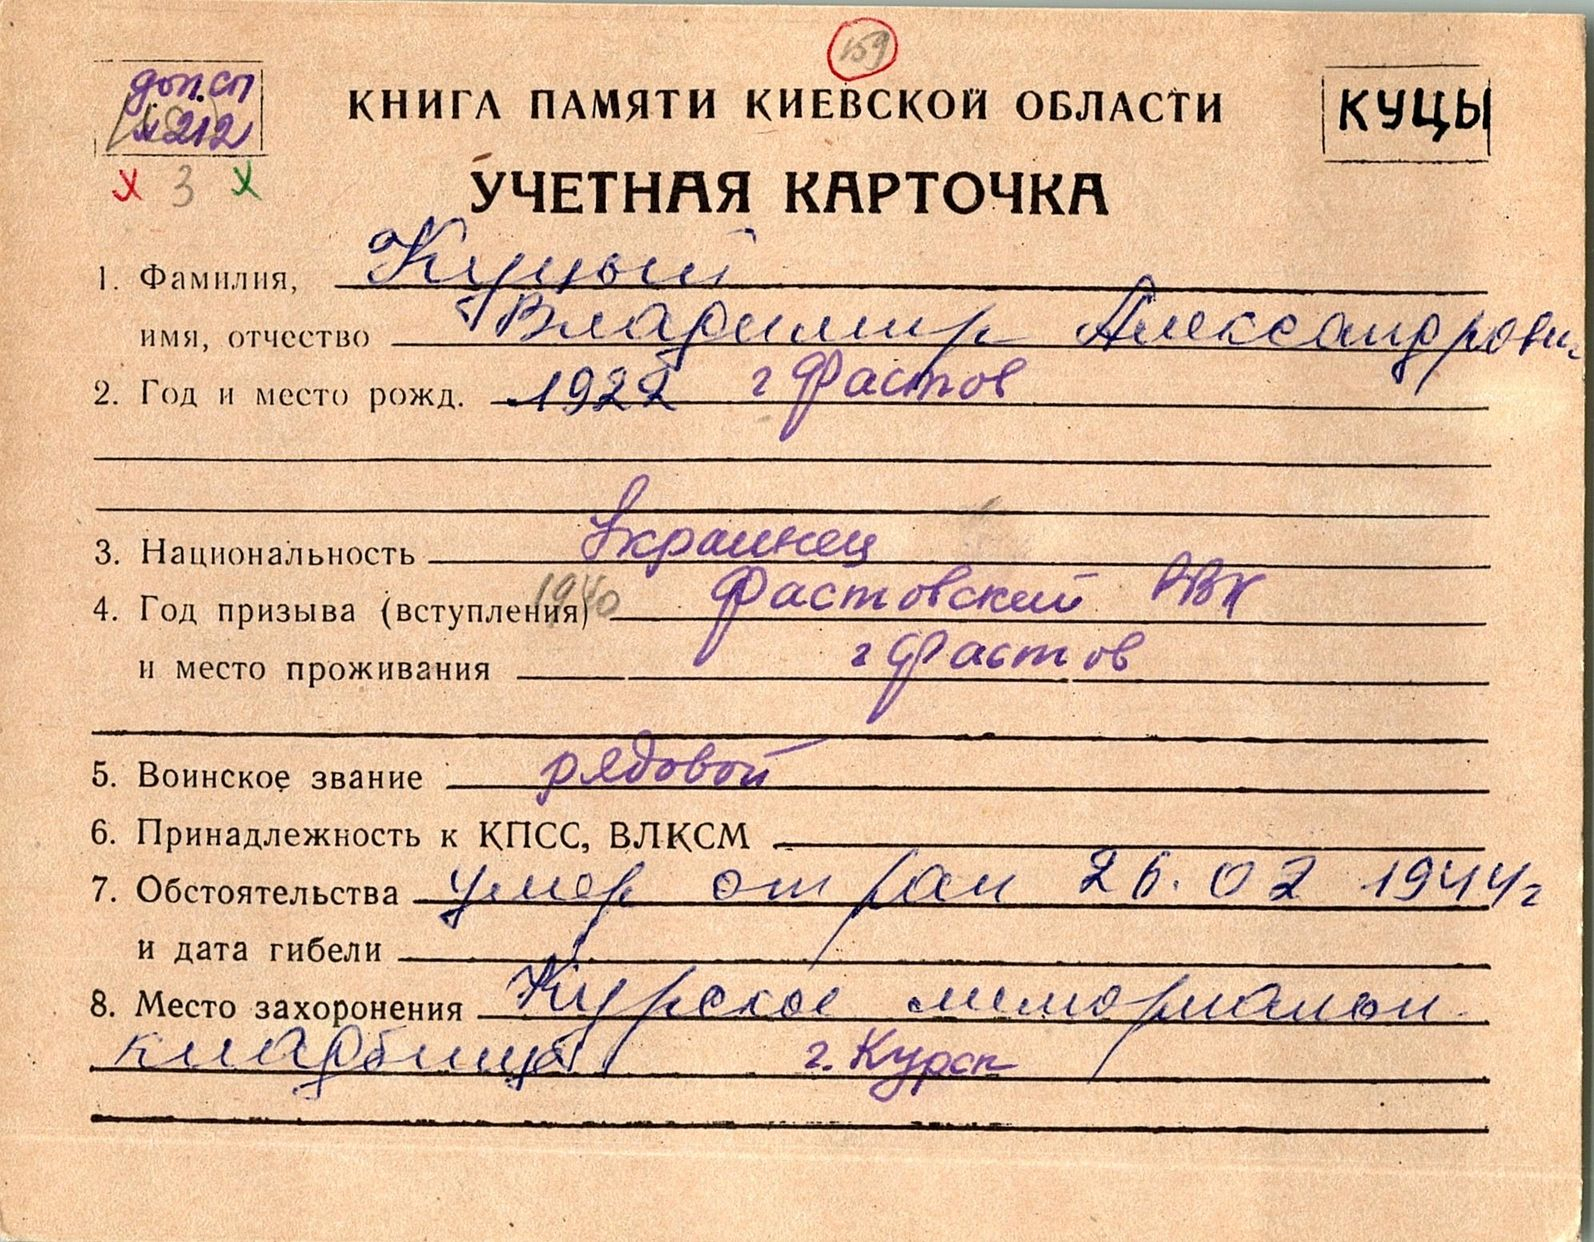 159
доп.сп
№212
КНИГА ПАМЯТИ КИЕВСКОЙ ОБЛАСТИ
КУЦЫ
х 3 х
УЧЕТНАЯ КАРТОЧКА
1. Фамилия, Куцый
имя, отчество Владимир Александрович
2. Год и место рожд. 1922 г Фастов
3. Национальность Украинец
4. Год призыва (вступления) 1940 Фастовский РВК
и место проживания г Фастов
5. Воинское звание рядовой
6. Принадлежность к КПСС, ВЛКСМ
7. Обстоятельства умер от ран 26.02 1944г
и дата гибели
8. Место захоронения Курское мемориальн
кладбище г. Курск